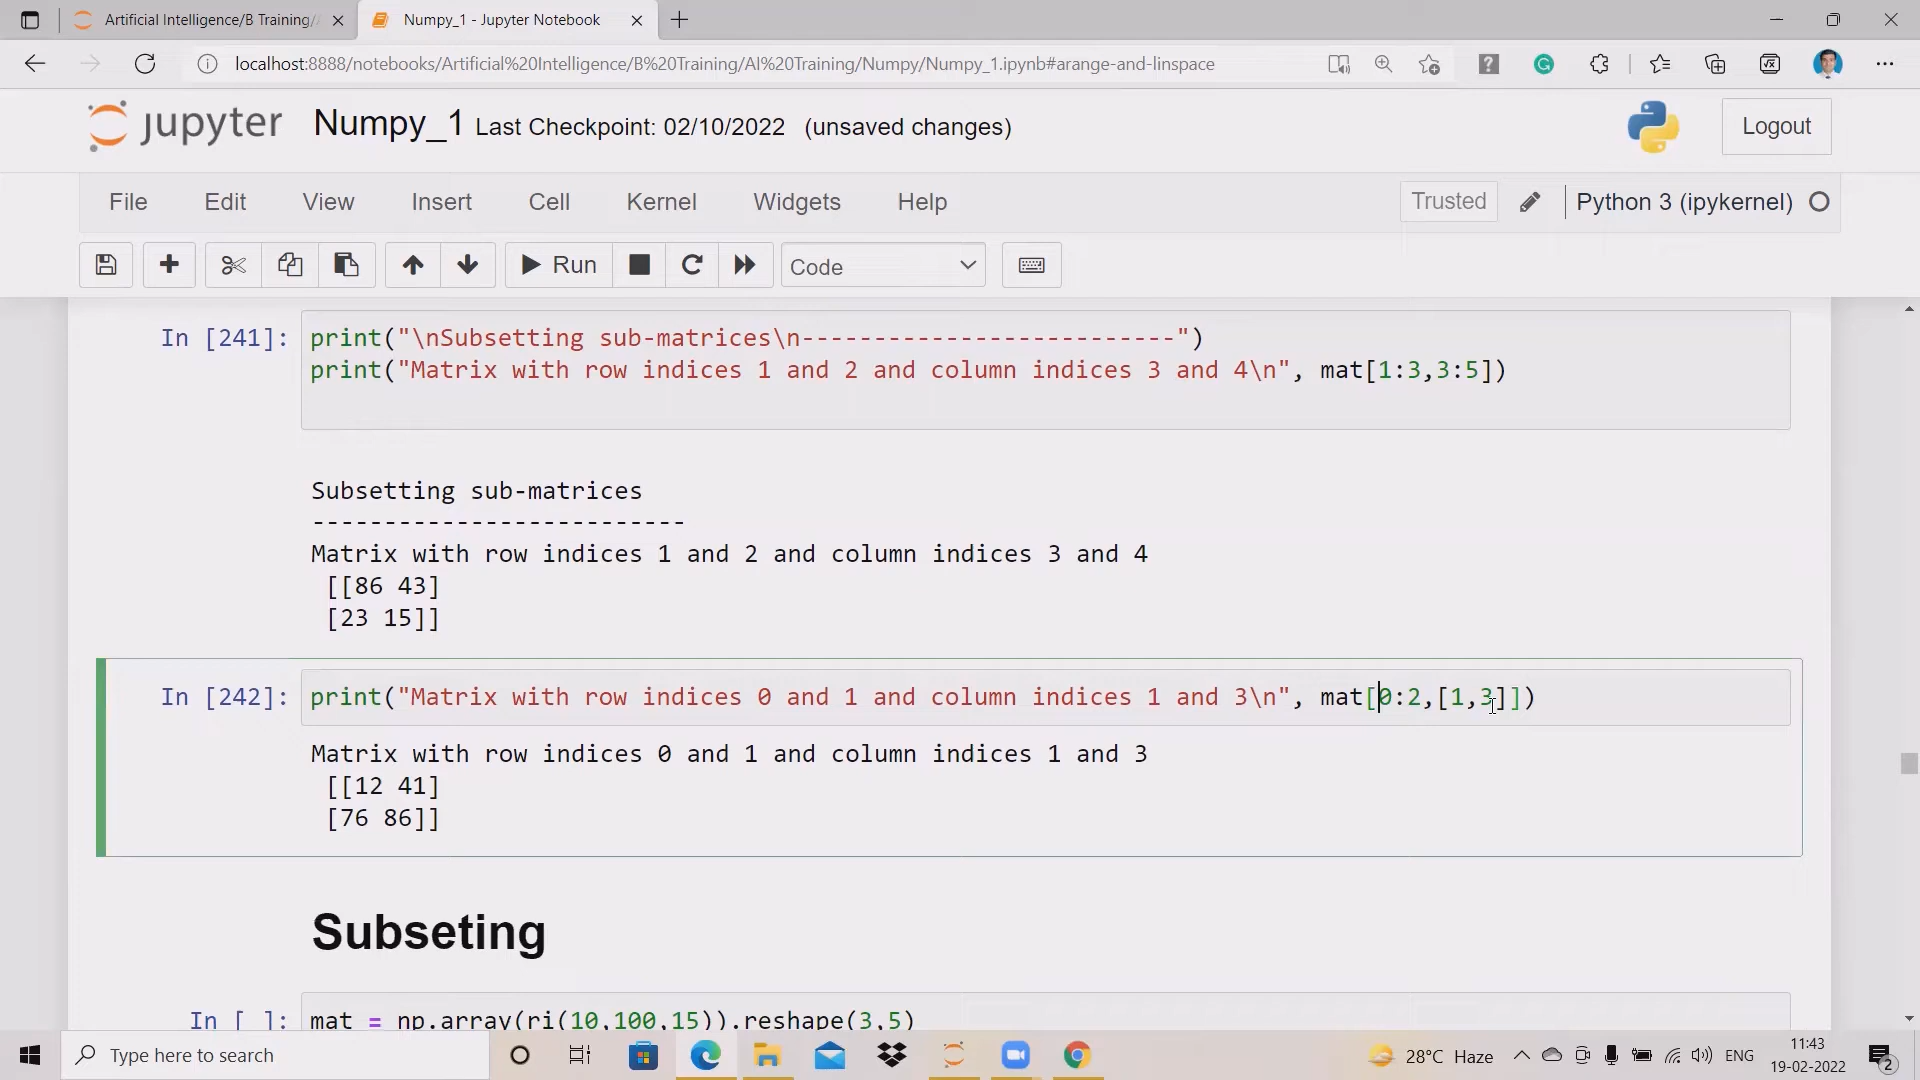 Artificial Intelligence/B Training/
Numpy_1 - Jupyter Notebook
localhost:8888/notebooks/Artificial%20Intelligence/B%20Training/AI%20Training/Numpy/Numpy_1.ipynb#arange-and-linspace
jupyter Numpy_1 Last Checkpoint: 02/10/2022 (unsaved changes) Logout
File Edit View Insert Cell Kernel Widgets Help Trusted Python 3 (ipykernel)
Run Code
In [241]: print("\nSubsetting sub-matrices\n--------------------------")
print("Matrix with row indices 1 and 2 and column indices 3 and 4\n", mat[1:3,3:5])
Subsetting sub-matrices
--------------------------
Matrix with row indices 1 and 2 and column indices 3 and 4
[[86 43]
[23 15]]
In [242]: print("Matrix with row indices 0 and 1 and column indices 1 and 3\n", mat[0:2,[1,3]])
Matrix with row indices 0 and 1 and column indices 1 and 3
[[12 41]
[76 86]]
Subseting
In [ ]: mat = np.array(ri(10,100,15)).reshape(3,5)
Type here to search
28°C Haze
ENG
11:43
19-02-2022
2